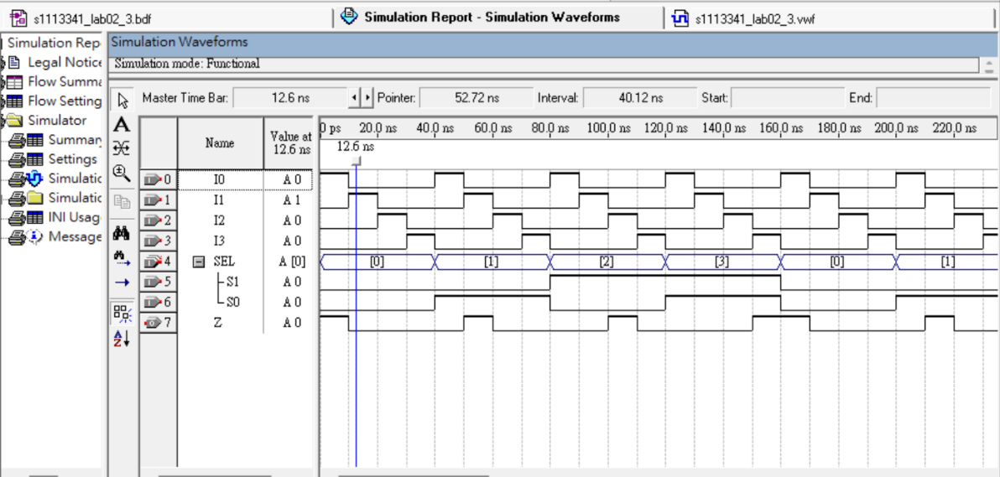 s1113341_lab02_3.bdf
Simulation Report - Simulation Waveforms
s1113341_lab02_3.vwf
Simulation Rep
Legal Notice
Flow Summa
Flow Setting
Simulator
Summary
Settings
Simulatic
Simulatic
INI Usag
Message
Simulation Waveforms
Simulation mode: Functional
Master Time Bar: 12.6 ns Pointer: 52.72 ns Interval: 40.12 ns Start: End:
Name Value at 12.6 ns
0 ps 20.0 ns 40.0 ns 60.0 ns 80.0 ns 100.0 ns 120.0 ns 140.0 ns 160.0 ns 180.0 ns 200.0 ns 220.0 ns
12.6 ns
0 I0 A 0
1 I1 A 1
2 I2 A 0
3 I3 A 0
4 SEL A [0] [0] [1] [2] [3] [0] [1]
5 S1 A 0
6 S0 A 0
7 Z A 0